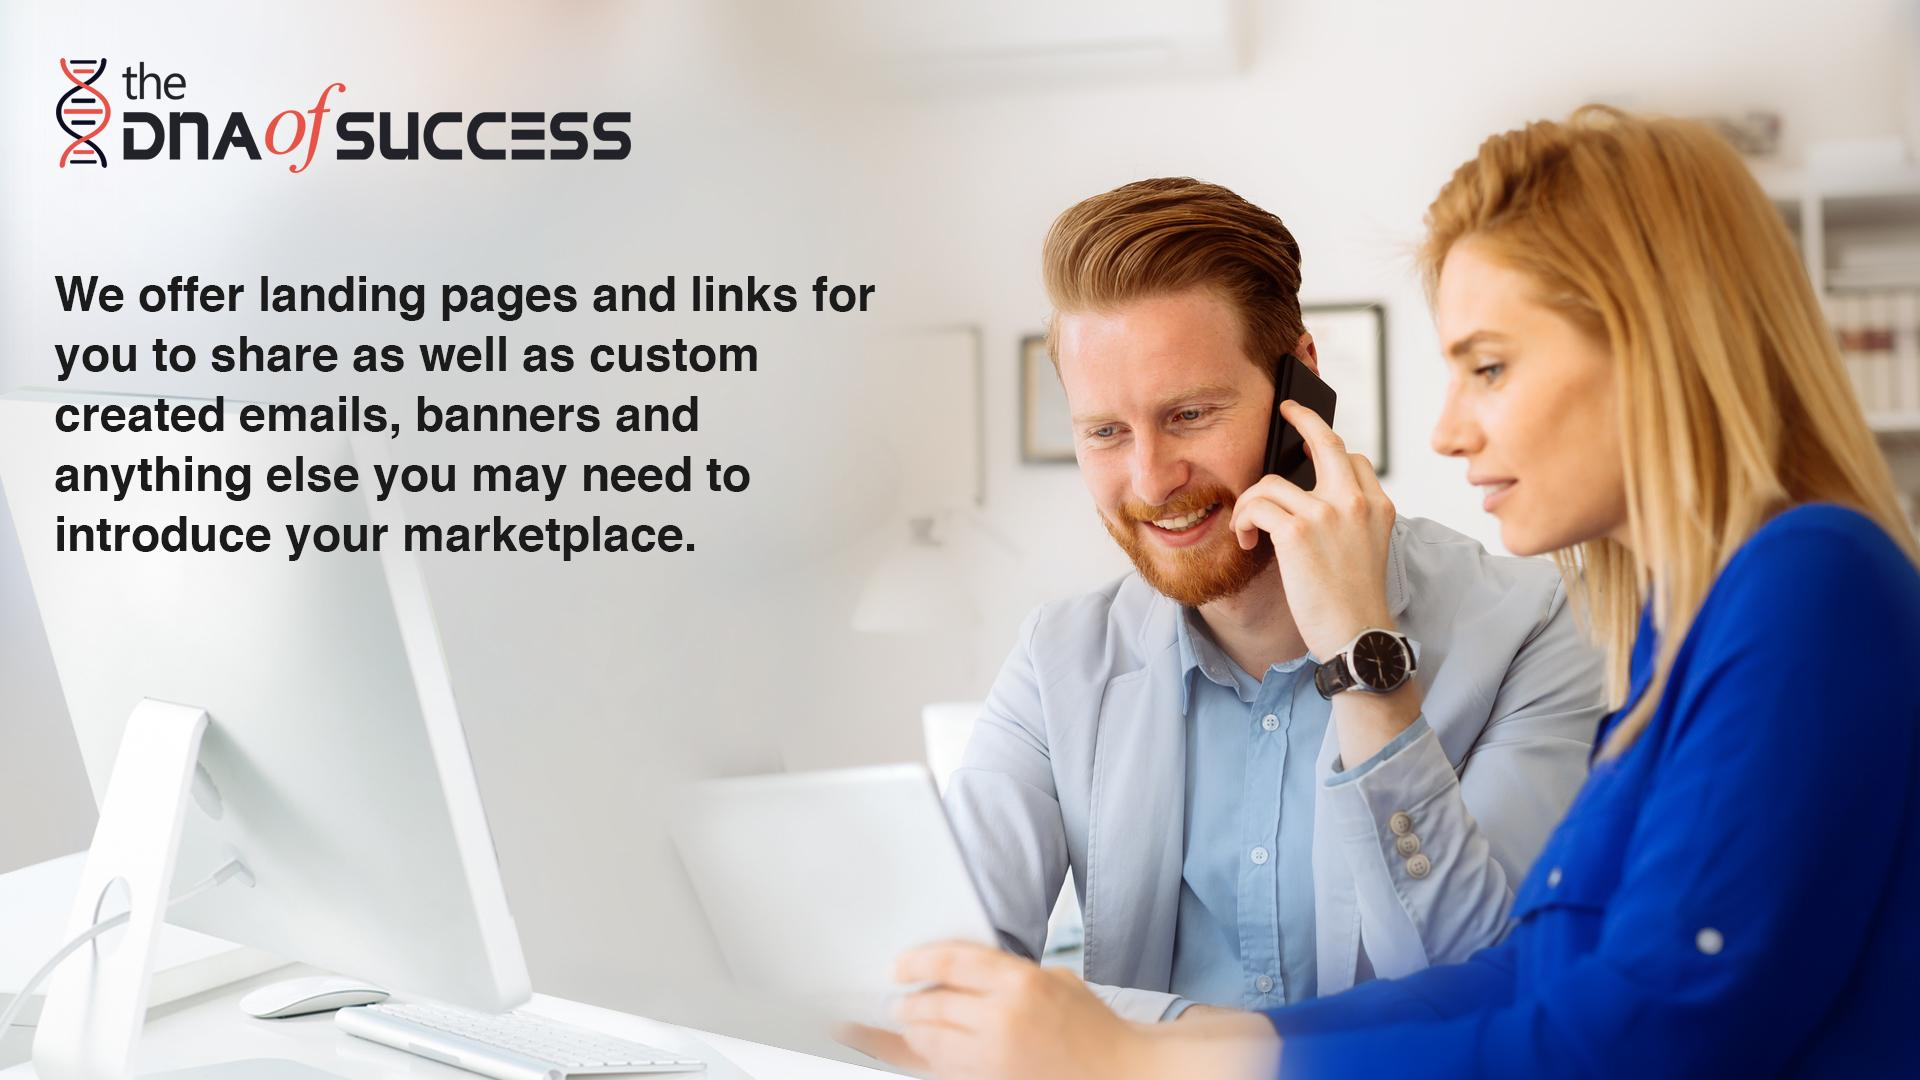 the
DNA of SUCCESS
We offer landing pages and links for
you to share as well as custom
created emails, banners and
anything else you may need to
introduce your marketplace.